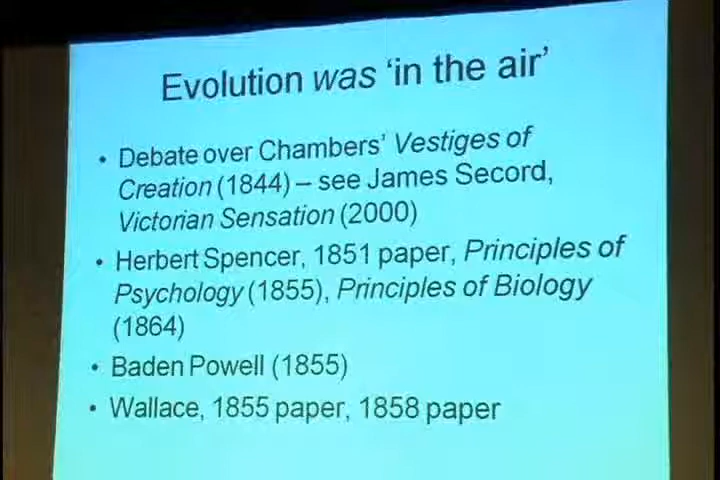 Evolution was ‘in the air’
• Debate over Chambers’ Vestiges of
Creation (1844) – see James Secord,
Victorian Sensation (2000)
• Herbert Spencer, 1851 paper, Principles of
Psychology (1855), Principles of Biology
(1864)
• Baden Powell (1855)
• Wallace, 1855 paper, 1858 paper